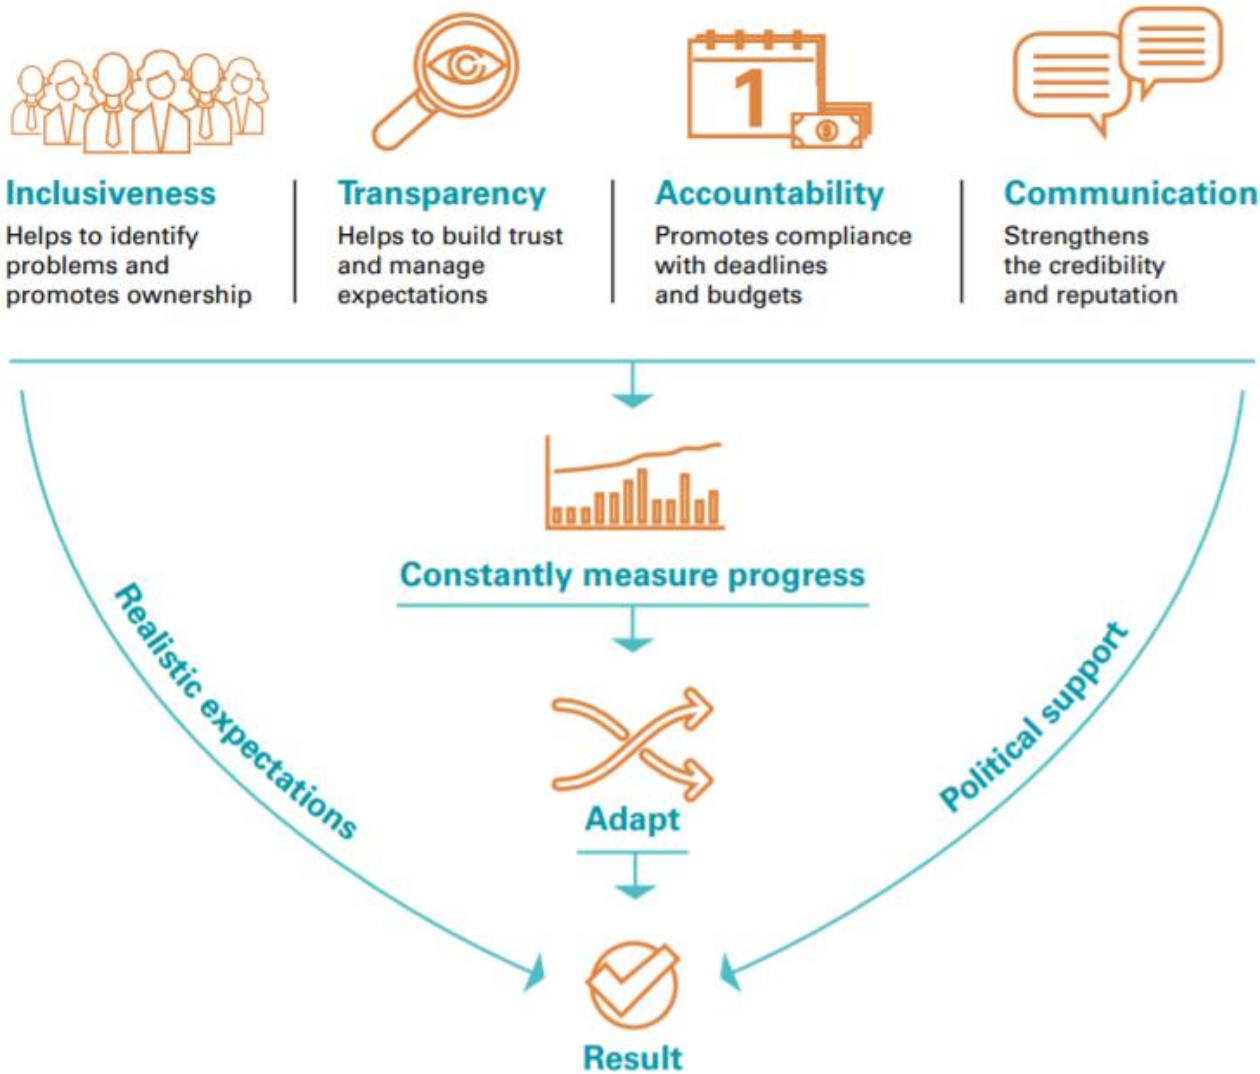 1
$
Inclusiveness
Helps to identify
problems and
promotes ownership
Transparency
Helps to build trust
and manage
expectations
Accountability
Promotes compliance
with deadlines
and budgets
Communication
Strengthens
the credibility
and reputation
Constantly measure progress
Realistic expectations
Political support
Adapt
Result